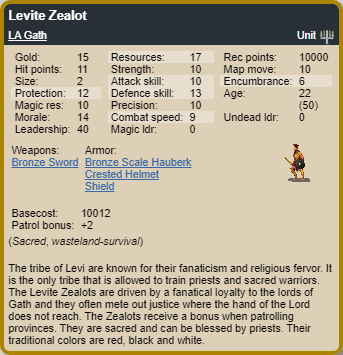 Levite Zealot
LA Gath Unit
Gold: 15 Resources: 17 Rec points: 10000
Hit points: 11 Strength: 10 Map move: 10
Size: 2 Attack skill: 10 Encumbrance: 6
Protection: 12 Defence skill: 13 Age: 22
Magic res: 10 Precision: 10 (50)
Morale: 14 Combat speed: 9 Undead ldr: 0
Leadership: 40 Magic ldr: 0
Weapons: Armor:
Bronze Sword Bronze Scale Hauberk
Crested Helmet
Shield
Basecost: 10012
Patrol bonus: +2
(Sacred, wasteland-survival)
The tribe of Levi are known for their fanaticism and religious fervor. It
is the only tribe that is allowed to train priests and sacred warriors.
The Levite Zealots are driven by a fanatical loyalty to the lords of
Gath and they often mete out justice where the hand of the Lord
does not reach. The Zealots receive a bonus when patrolling
provinces. They are sacred and can be blessed by priests. Their
traditional colors are red, black and white.